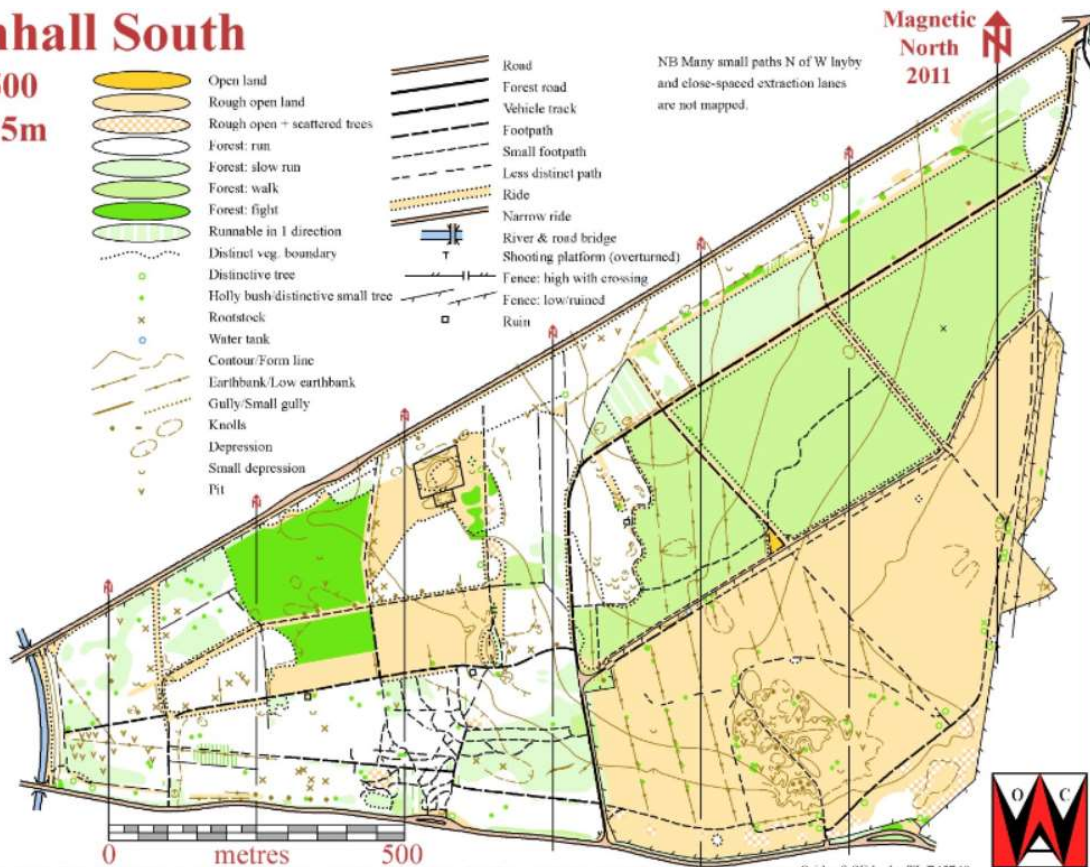 hall South
Open land
Rough open land
Rough open + scattered trees
Forest: run
Forest: slow run
Forest: walk
Forest: fight
Runnable in 1 direction
Distinct veg. boundary
Distinctive tree
Holly bush/distinctive small tree
Rootstock
Water tank
Contour/Form line
Earthbank/Low earthbank
Gully/Small gully
Knolls
Depression
Small depression
Pit
Road
Forest road
Vehicle track
Footpath
Small footpath
Less distinct path
Ride
Narrow ride
River & road bridge
Shooting platform (overturned)
Fence: high with crossing
Fence: low/ruined
Ruin
NB Many small paths N of W layby
and close-spaced extraction lanes
are not mapped.
Magnetic
North
2011
00
5m
0 metres 500
O C
W